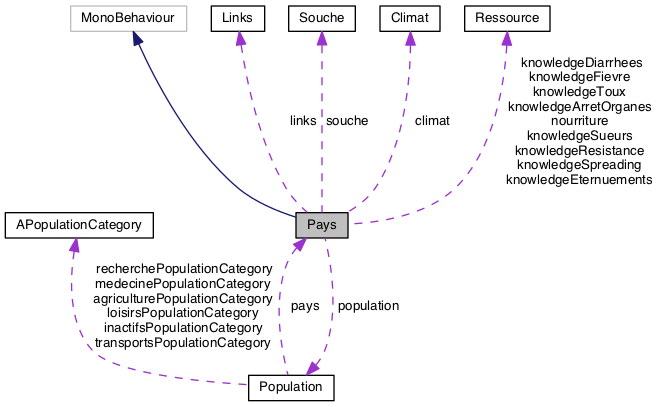 MonoBehaviour
Links
Souche
Climat
Ressource
knowledgeDiarrhees
knowledgeFievre
knowledgeToux
knowledgeArretOrganes
nourriture
knowledgeSueurs
knowledgeResistance
knowledgeSpreading
knowledgeEternuements
links
souche
climat
APopulationCategory
Pays
recherchePopulationCategory
medecinePopulationCategory
agriculturePopulationCategory
loisirsPopulationCategory
inactifsPopulationCategory
transportsPopulationCategory
pays
population
Population